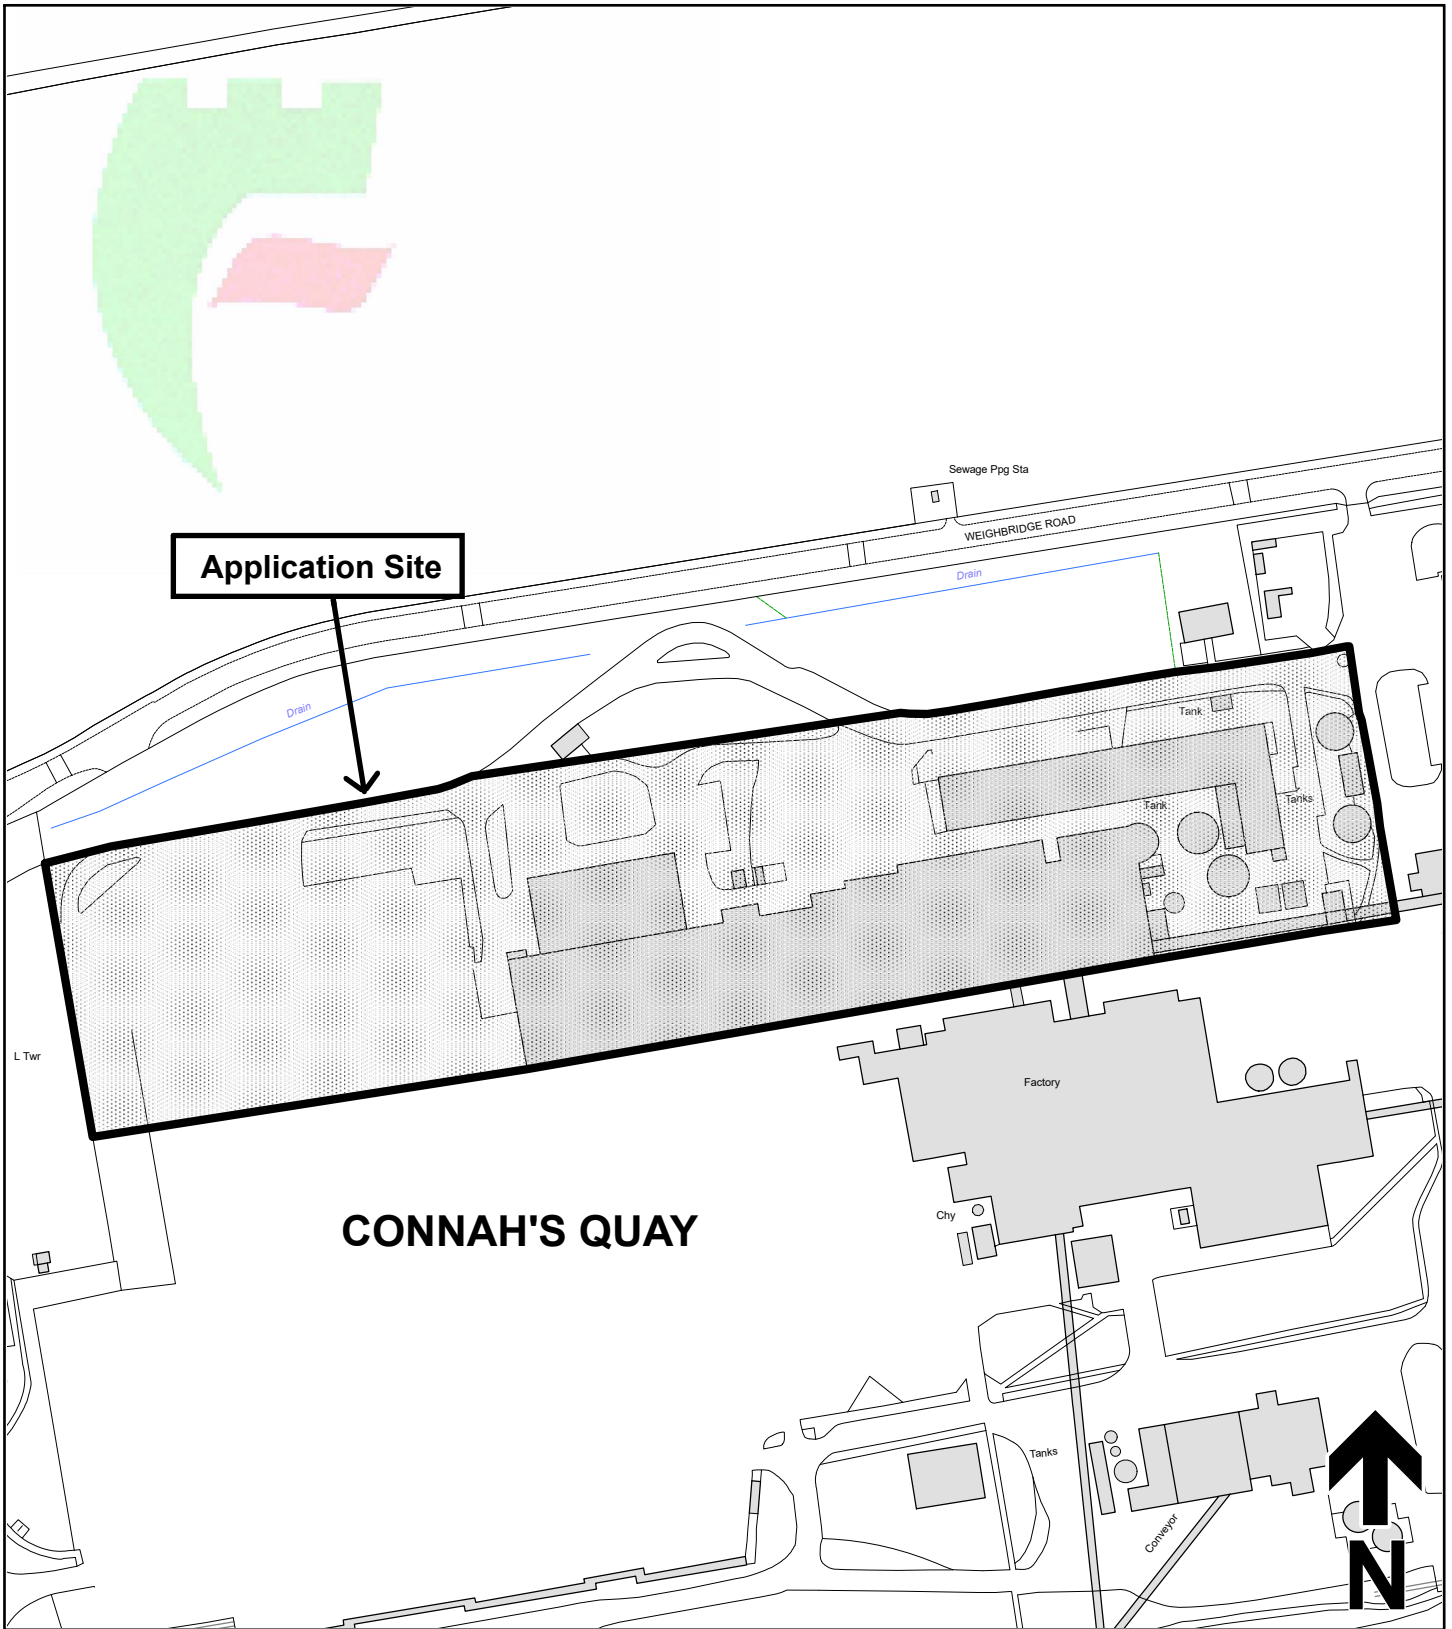 Sewage Ppg Sta
WEIGHBRIDGE ROAD
Application Site
Drain
Drain
Tank
Tank
Tanks
L Twr
Factory
Chy
CONNAH'S QUAY
Tanks
Conveyor
N